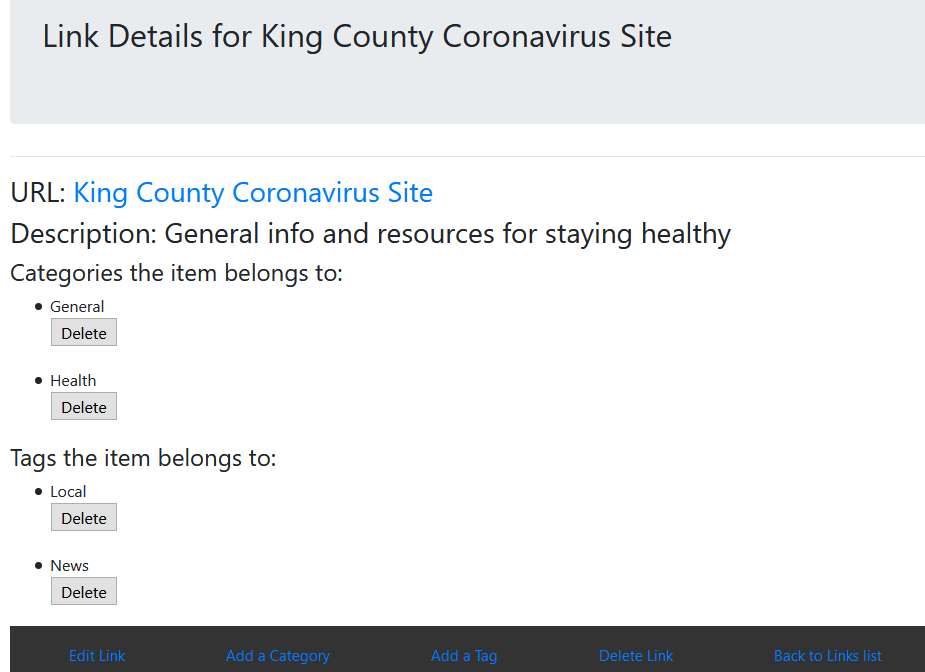 Link Details for King County Coronavirus Site
URL: King County Coronavirus Site
Description: General info and resources for staying healthy
Categories the item belongs to:
General
Delete
Health
Delete
Tags the item belongs to:
Local
Delete
News
Delete
Edit Link Add a Category Add a Tag Delete Link Back to Links list